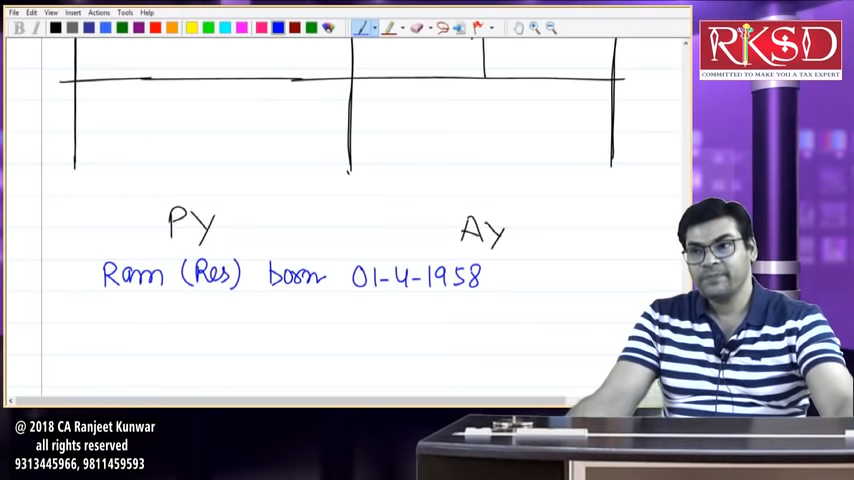 File Edit View Insert Actions Tools Help
B I
RKSD
COMMITTED TO MAKE YOU A TAX EXPERT
PY AY
Ram (Res) born 01-4-1958
@ 2018 CA Ranjeet Kunwar
all rights reserved
9313445966, 9811459593